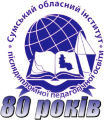 Сумський обласний інститут
післядипломної педагогічної освіти
80 років